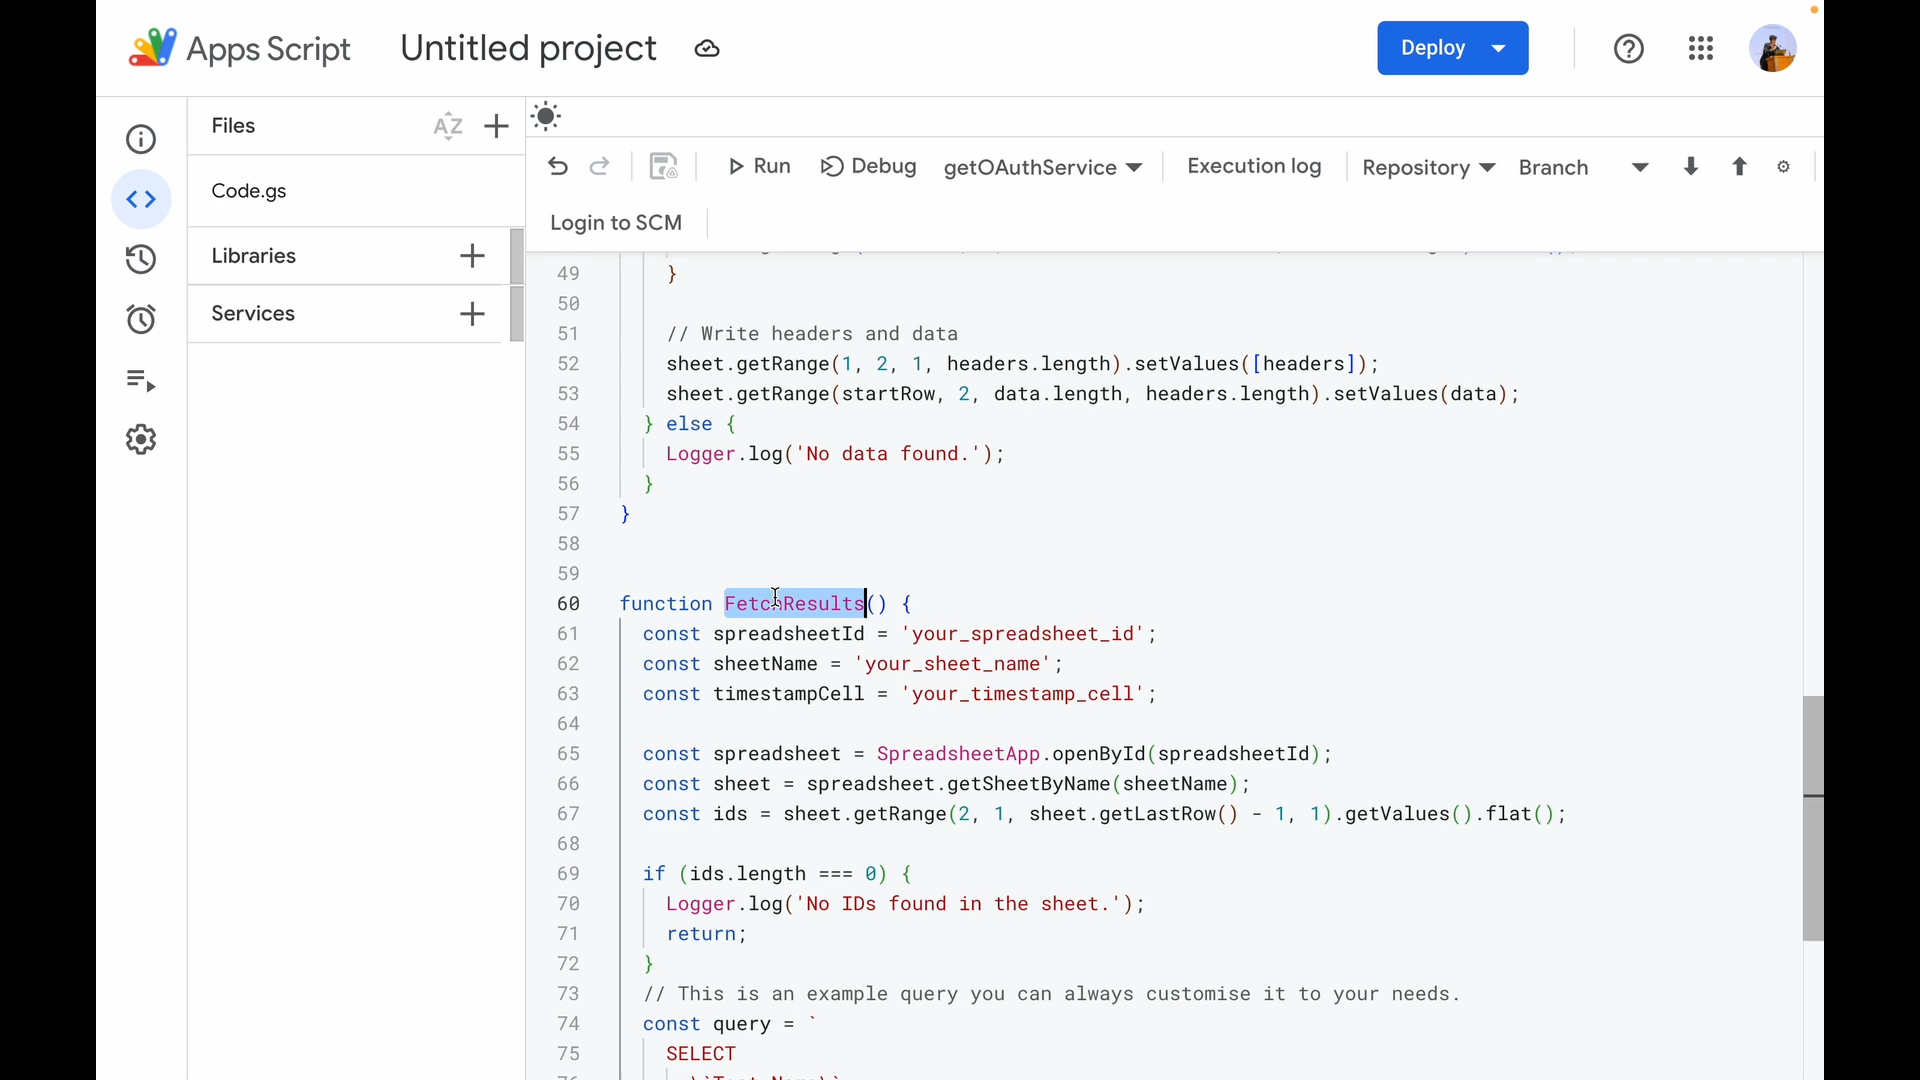 Apps Script
Untitled project
Deploy
Files
AZ
Code.gs
Libraries
Services
Run
Debug
getOAuthService
Execution log
Repository
Branch
Login to SCM
49 }
50
51 // Write headers and data
52 sheet.getRange(1, 2, 1, headers.length).setValues([headers]);
53 sheet.getRange(startRow, 2, data.length, headers.length).setValues(data);
54 } else {
55 Logger.log('No data found.');
56 }
57 }
58
59
60 function FetchResults() {
61 const spreadsheetId = 'your_spreadsheet_id';
62 const sheetName = 'your_sheet_name';
63 const timestampCell = 'your_timestamp_cell';
64
65 const spreadsheet = SpreadsheetApp.openById(spreadsheetId);
66 const sheet = spreadsheet.getSheetByName(sheetName);
67 const ids = sheet.getRange(2, 1, sheet.getLastRow() - 1, 1).getValues().flat();
68
69 if (ids.length === 0) {
70 Logger.log('No IDs found in the sheet.');
71 return;
72 }
73 // This is an example query you can always customise it to your needs.
74 const query = `
75 SELECT